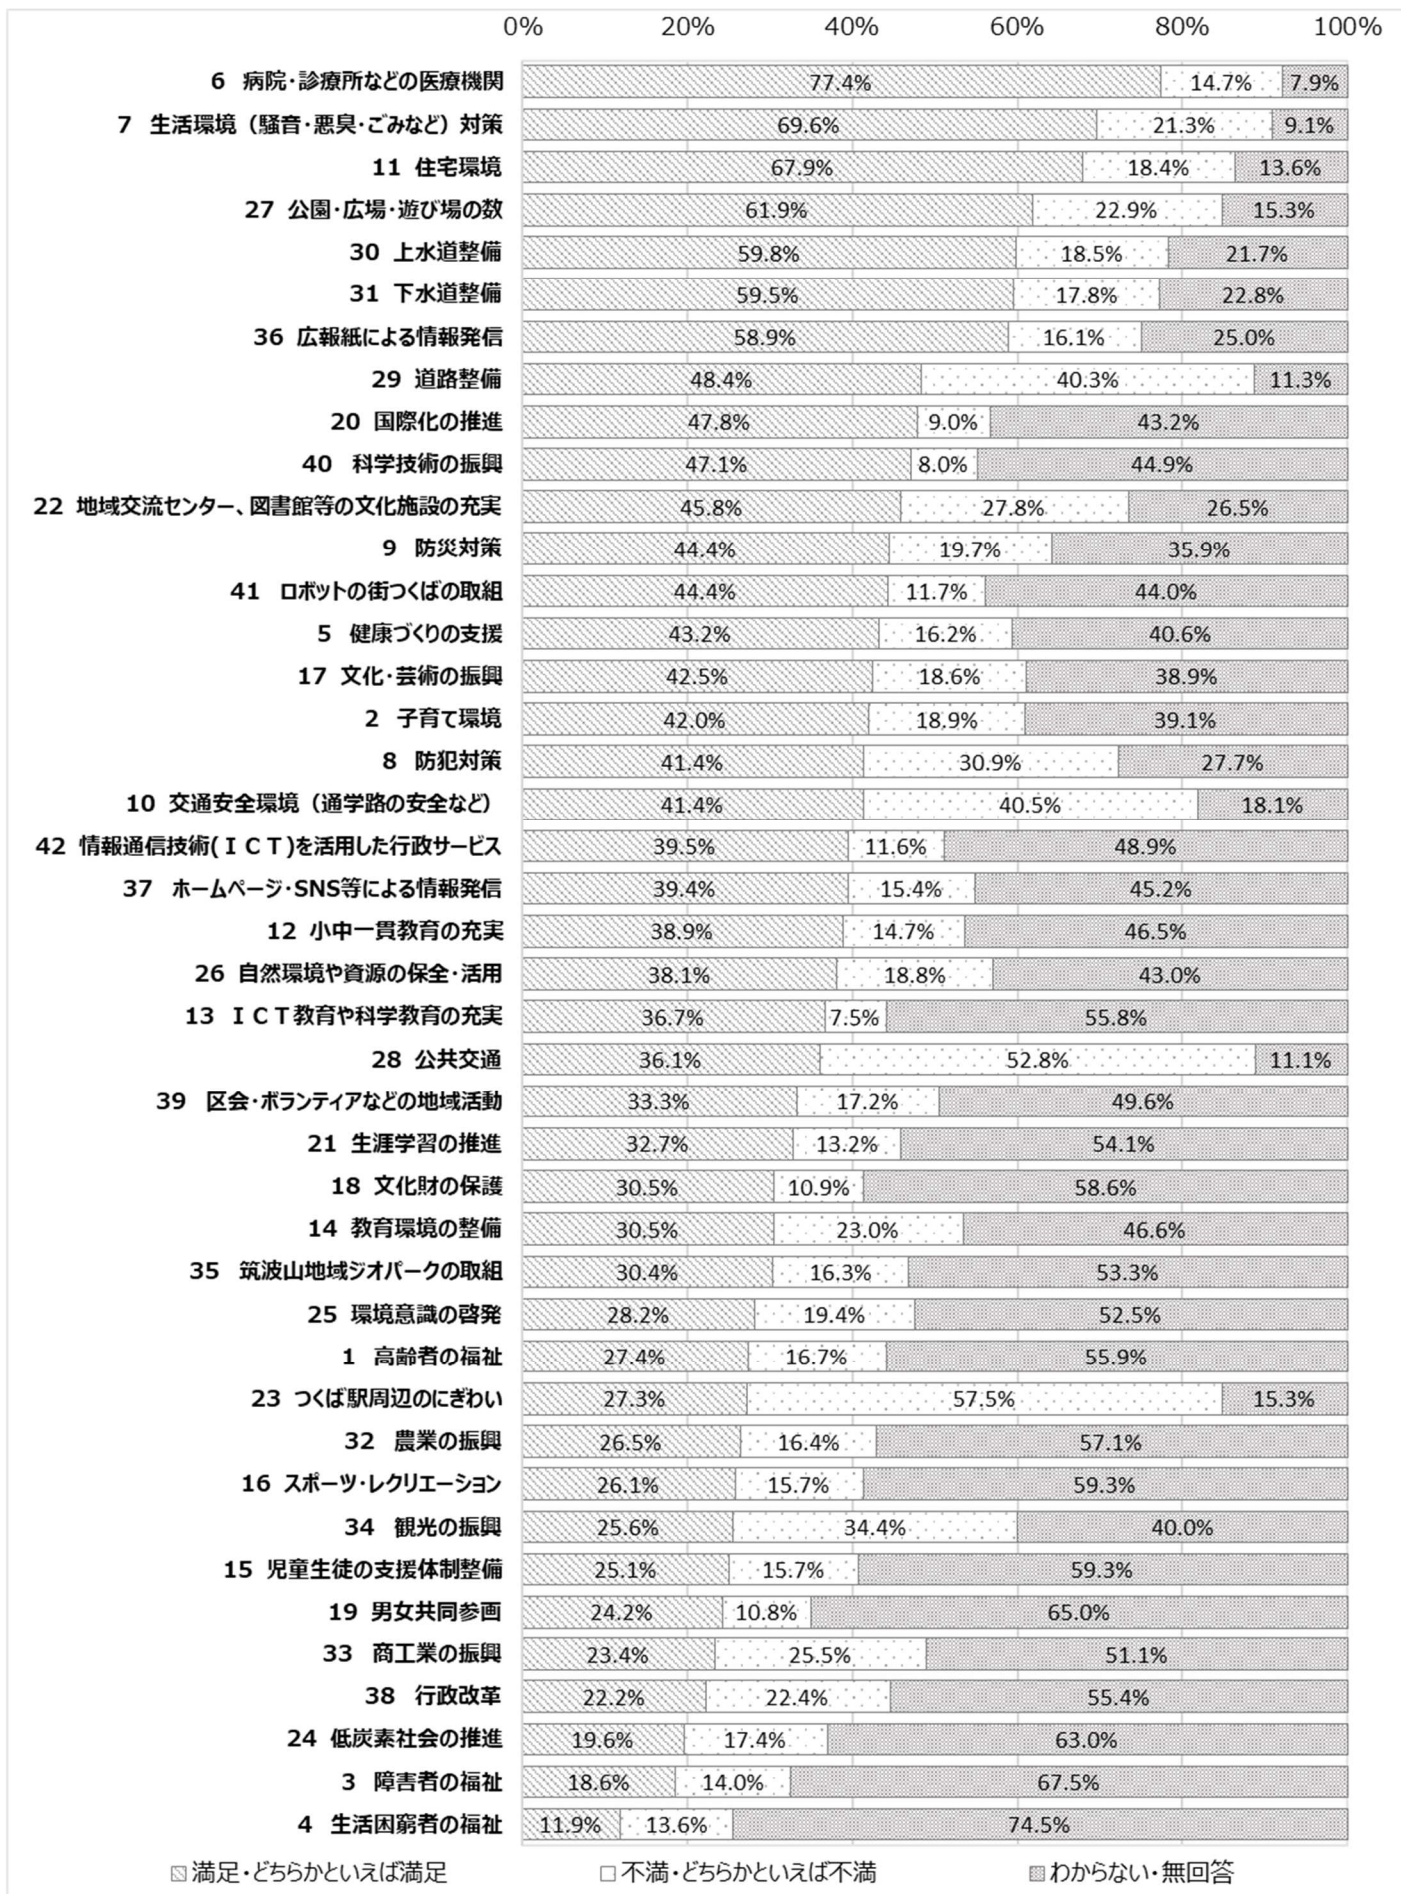 0% 20% 40% 60% 80% 100%
6 病院・診療所などの医療機関 77.4% 14.7% 7.9%
7 生活環境（騒音・悪臭・ごみなど）対策 69.6% 21.3% 9.1%
11 住宅環境 67.9% 18.4% 13.6%
27 公園・広場・遊び場の数 61.9% 22.9% 15.3%
30 上水道整備 59.8% 18.5% 21.7%
31 下水道整備 59.5% 17.8% 22.8%
36 広報紙による情報発信 58.9% 16.1% 25.0%
29 道路整備 48.4% 40.3% 11.3%
20 国際化の推進 47.8% 9.0% 43.2%
40 科学技術の振興 47.1% 8.0% 44.9%
22 地域交流センター、図書館等の文化施設の充実 45.8% 27.8% 26.5%
9 防災対策 44.4% 19.7% 35.9%
41 ロボットの街つくばの取組 44.4% 11.7% 44.0%
5 健康づくりの支援 43.2% 16.2% 40.6%
17 文化・芸術の振興 42.5% 18.6% 38.9%
2 子育て環境 42.0% 18.9% 39.1%
8 防犯対策 41.4% 30.9% 27.7%
10 交通安全環境（通学路の安全など） 41.4% 40.5% 18.1%
42 情報通信技術(ＩＣＴ)を活用した行政サービス 39.5% 11.6% 48.9%
37 ホームページ・SNS等による情報発信 39.4% 15.4% 45.2%
12 小中一貫教育の充実 38.9% 14.7% 46.5%
26 自然環境や資源の保全・活用 38.1% 18.8% 43.0%
13 ＩＣＴ教育や科学教育の充実 36.7% 7.5% 55.8%
28 公共交通 36.1% 52.8% 11.1%
39 区会・ボランティアなどの地域活動 33.3% 17.2% 49.6%
21 生涯学習の推進 32.7% 13.2% 54.1%
18 文化財の保護 30.5% 10.9% 58.6%
14 教育環境の整備 30.5% 23.0% 46.6%
35 筑波山地域ジオパークの取組 30.4% 16.3% 53.3%
25 環境意識の啓発 28.2% 19.4% 52.5%
1 高齢者の福祉 27.4% 16.7% 55.9%
23 つくば駅周辺のにぎわい 27.3% 57.5% 15.3%
32 農業の振興 26.5% 16.4% 57.1%
16 スポーツ・レクリエーション 26.1% 15.7% 59.3%
34 観光の振興 25.6% 34.4% 40.0%
15 児童生徒の支援体制整備 25.1% 15.7% 59.3%
19 男女共同参画 24.2% 10.8% 65.0%
33 商工業の振興 23.4% 25.5% 51.1%
38 行政改革 22.2% 22.4% 55.4%
24 低炭素社会の推進 19.6% 17.4% 63.0%
3 障害者の福祉 18.6% 14.0% 67.5%
4 生活困窮者の福祉 11.9% 13.6% 74.5%
満足・どちらかといえば満足 不満・どちらかといえば不満 わからない・無回答